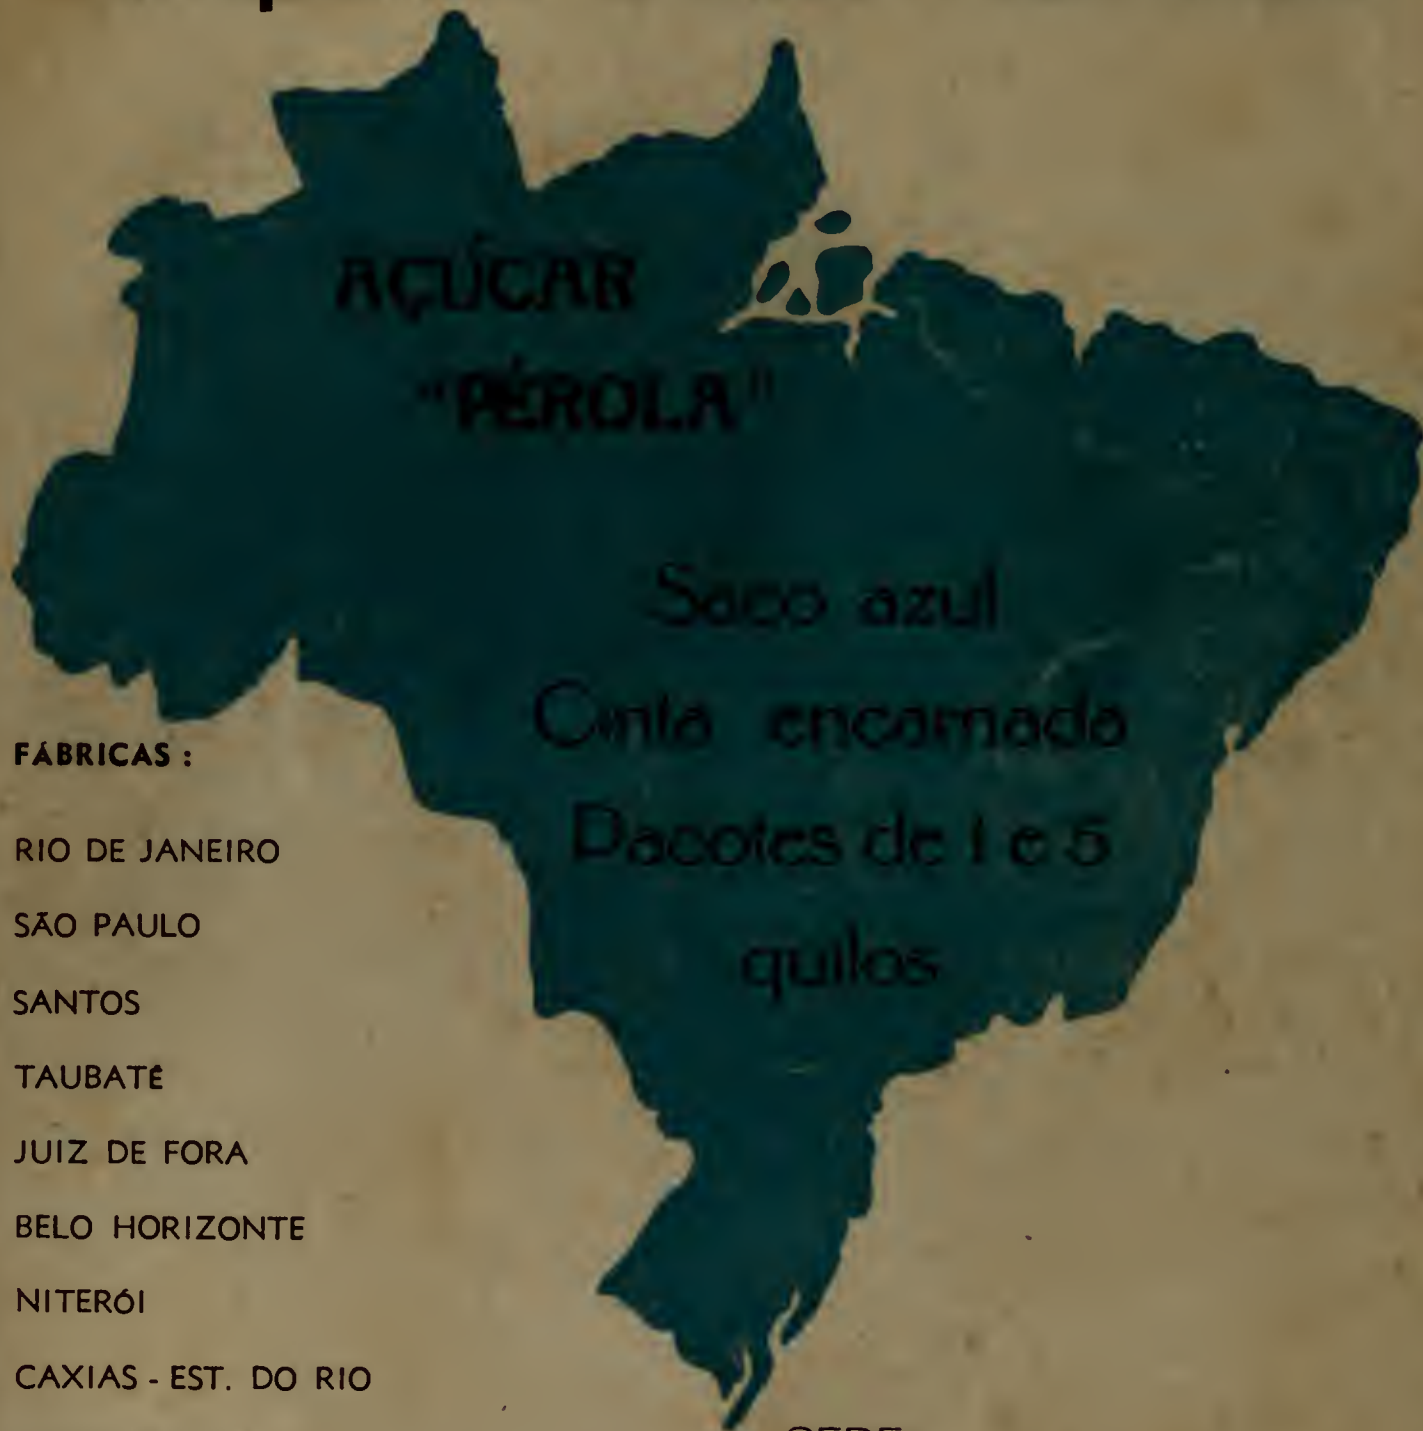 AÇÚCAR
"PÉROLA"
Saco azul
Cinta encarnada
Pacotes de 1 e 5
quilos
FÁBRICAS :
RIO DE JANEIRO
SÃO PAULO
SANTOS
TAUBATÉ
JUIZ DE FORA
BELO HORIZONTE
NITERÓI
CAXIAS - EST. DO RIO